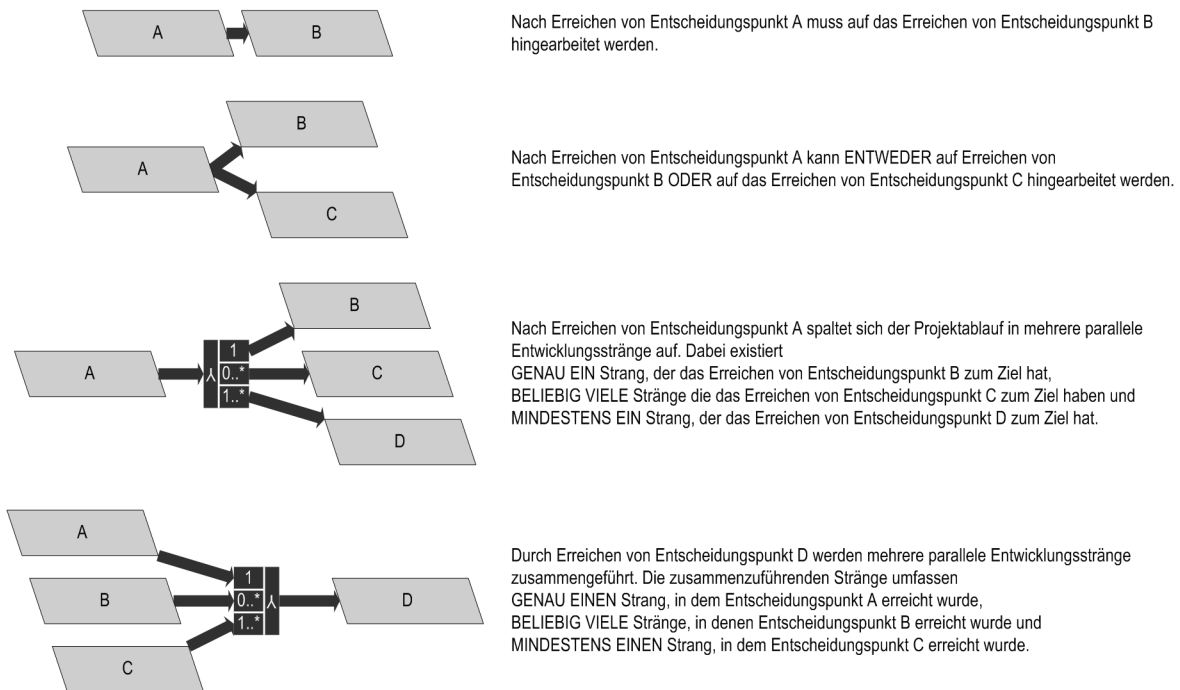 A
B
Nach Erreichen von Entscheidungspunkt A muss auf das Erreichen von Entscheidungspunkt B
hingearbeitet werden.
B
A
C
Nach Erreichen von Entscheidungspunkt A kann ENTWEDER auf Erreichen von
Entscheidungspunkt B ODER auf das Erreichen von Entscheidungspunkt C hingearbeitet werden.
B
A
1
0..*
1..*
C
D
Nach Erreichen von Entscheidungspunkt A spaltet sich der Projektablauf in mehrere parallele
Entwicklungsstränge auf. Dabei existiert
GENAU EIN Strang, der das Erreichen von Entscheidungspunkt B zum Ziel hat,
BELIEBIG VIELE Stränge die das Erreichen von Entscheidungspunkt C zum Ziel haben und
MINDESTENS EIN Strang, der das Erreichen von Entscheidungspunkt D zum Ziel hat.
A
B
C
1
0..*
1..*
D
Durch Erreichen von Entscheidungspunkt D werden mehrere parallele Entwicklungsstränge
zusammengeführt. Die zusammenzuführenden Stränge umfassen
GENAU EINEN Strang, in dem Entscheidungspunkt A erreicht wurde,
BELIEBIG VIELE Stränge, in denen Entscheidungspunkt B erreicht wurde und
MINDESTENS EINEN Strang, in dem Entscheidungspunkt C erreicht wurde.